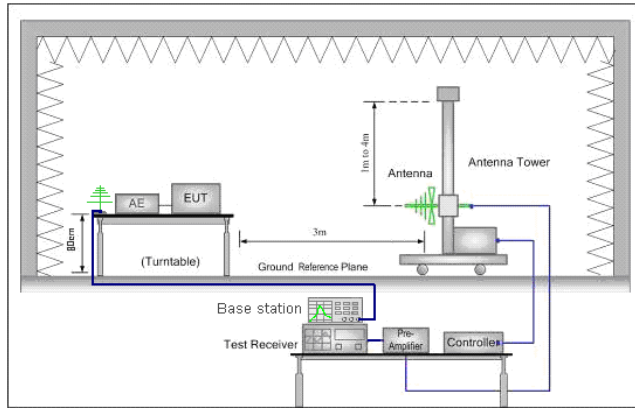 1m to 4m
Antenna
Antenna Tower
AE
EUT
80cm
(Turntable)
3m
Ground Reference Plane
Base station
Test Receiver
Pre-
Amplifier
Controlle